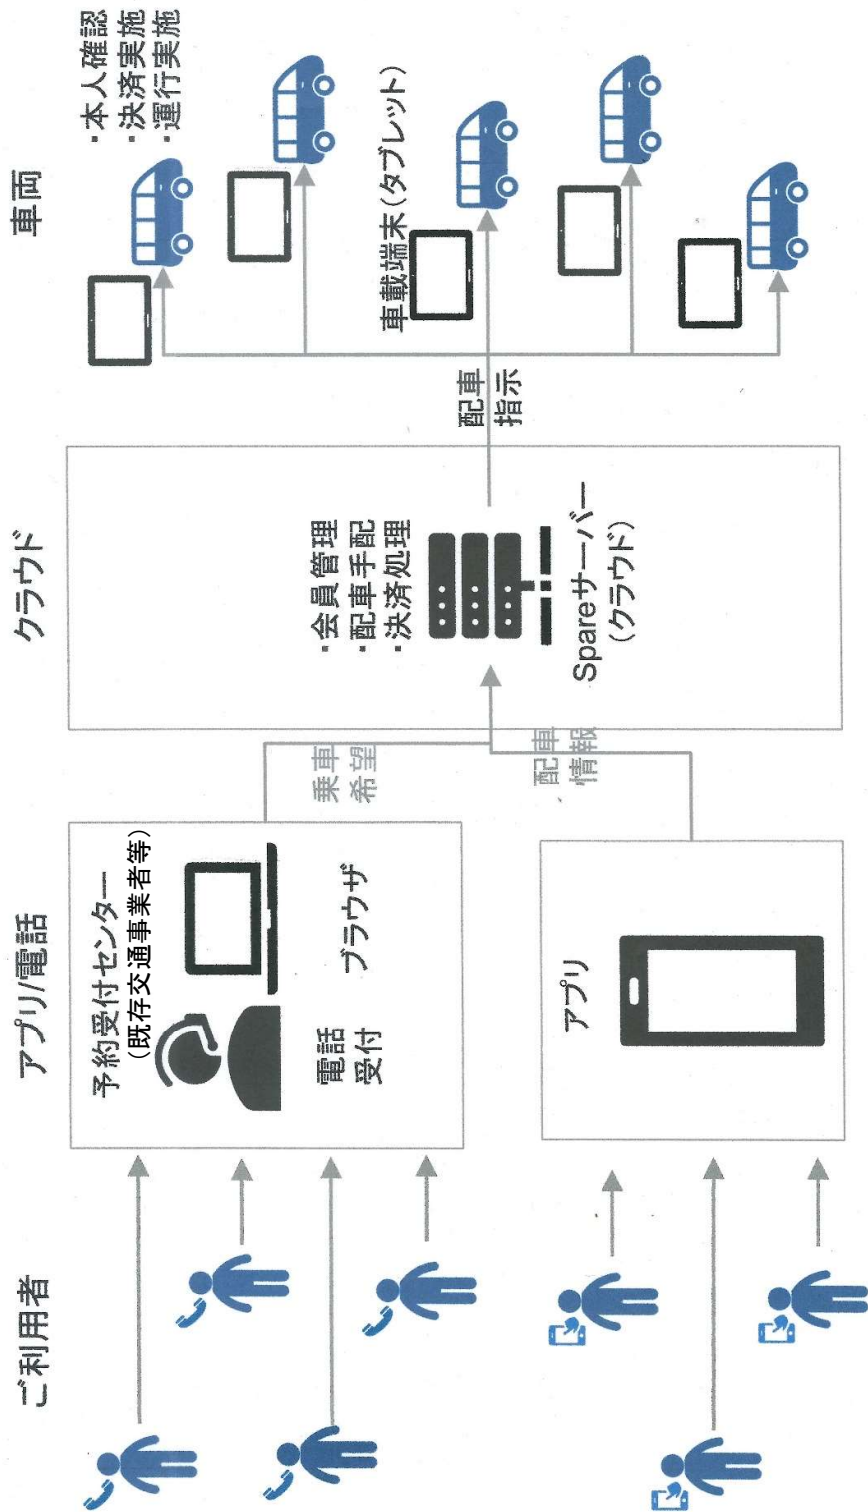 ご利用者
アプリ/電話
クラウド
車両
予約受付センター
(既存交通事業者等)
電話
受付
ブラウザ
アプリ
乗車
希望
配車
情報
・会員管理
・配車手配
・決済処理
Spareサーバー
(クラウド)
配車
指示
・本人確認
・決済実施
・運行実施
車載端末(タブレット)